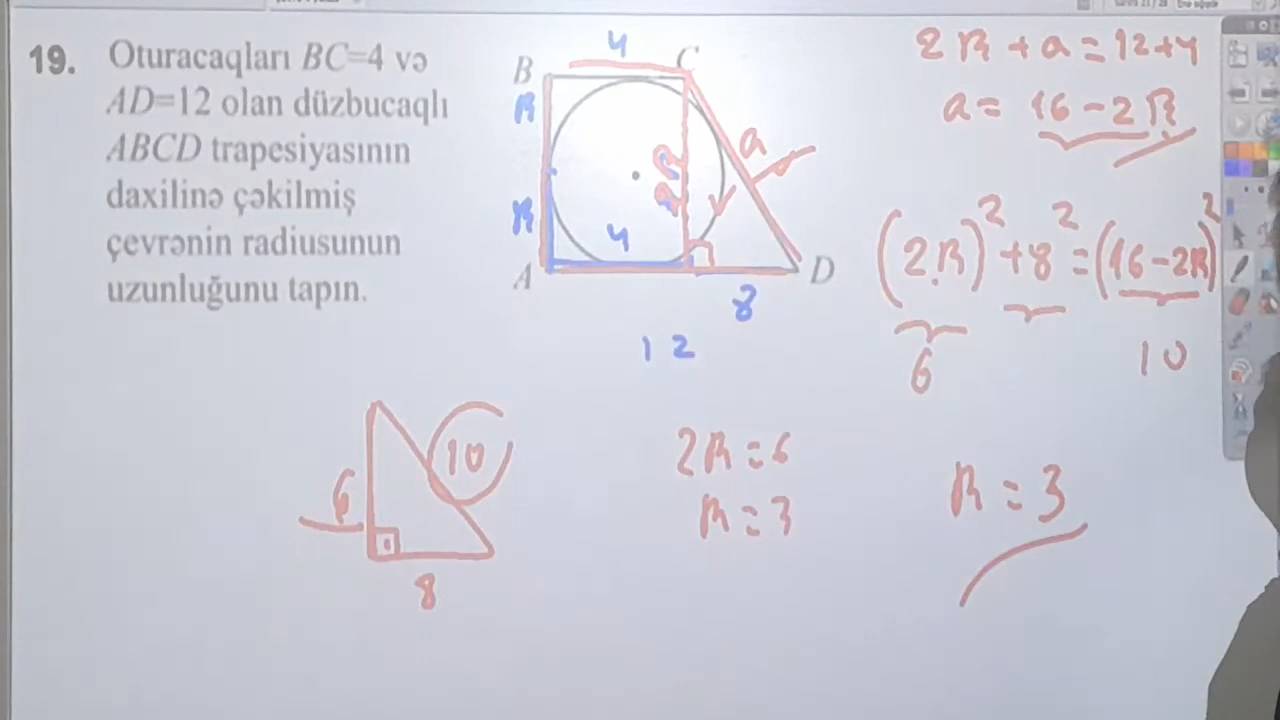 19. Oturacaqları BC=4 və
AD=12 olan düzbucaqlı
ABCD trapesiyasının
daxilinə çəkilmiş
çevrənin radiusunun
uzunluğunu tapın.
4
B C
R
R
A D
a
2R
4
8
12
2R + a = 12+4
a = 16 - 2R
(2R)² + 8² = (16-2R)²
6
10
6
10
8
2R = 6
R = 3
R = 3